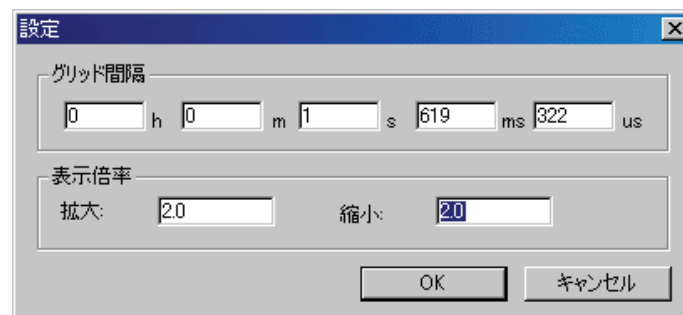 設定
グリッド間隔
0 h 0 m 1 s 619 ms 322 us
表示倍率
拡大: 2.0 縮小: 2.0
OK キャンセル